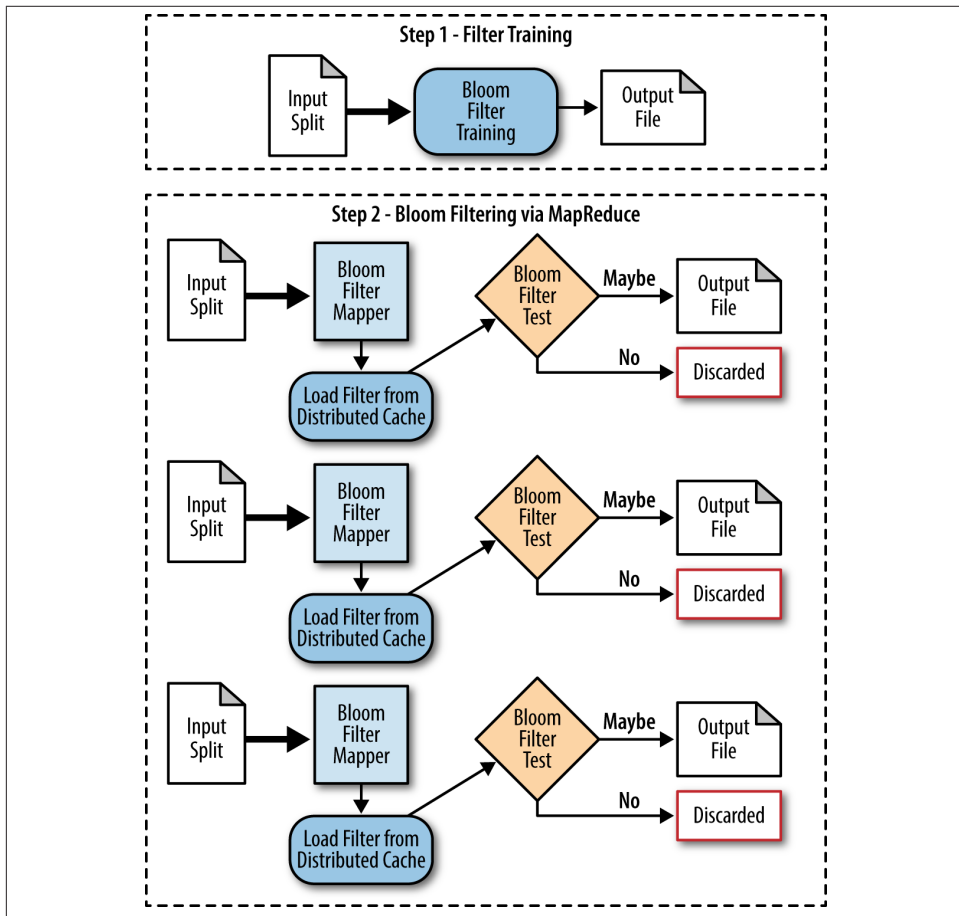 Step 1 - Filter Training
Input
Split
Bloom
Filter
Training
Output
File
Step 2 - Bloom Filtering via MapReduce
Input
Split
Bloom
Filter
Mapper
Load Filter from
Distributed Cache
Bloom
Filter
Test
Maybe
Output
File
No
Discarded
Input
Split
Bloom
Filter
Mapper
Load Filter from
Distributed Cache
Bloom
Filter
Test
Maybe
Output
File
No
Discarded
Input
Split
Bloom
Filter
Mapper
Load Filter from
Distributed Cache
Bloom
Filter
Test
Maybe
Output
File
No
Discarded